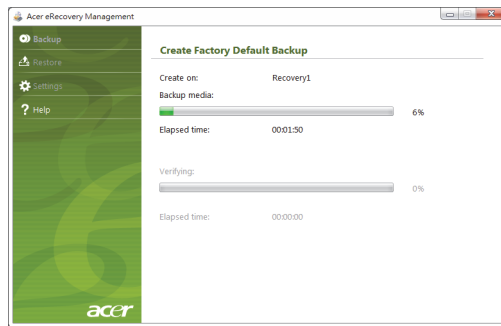 Acer eRecovery Management
Backup
Restore
Settings
? Help
Create Factory Default Backup
Create on: Recovery1
Backup media:
6%
Elapsed time: 00:01:50
Verifying:
0%
Elapsed time: 00:00:00
acer